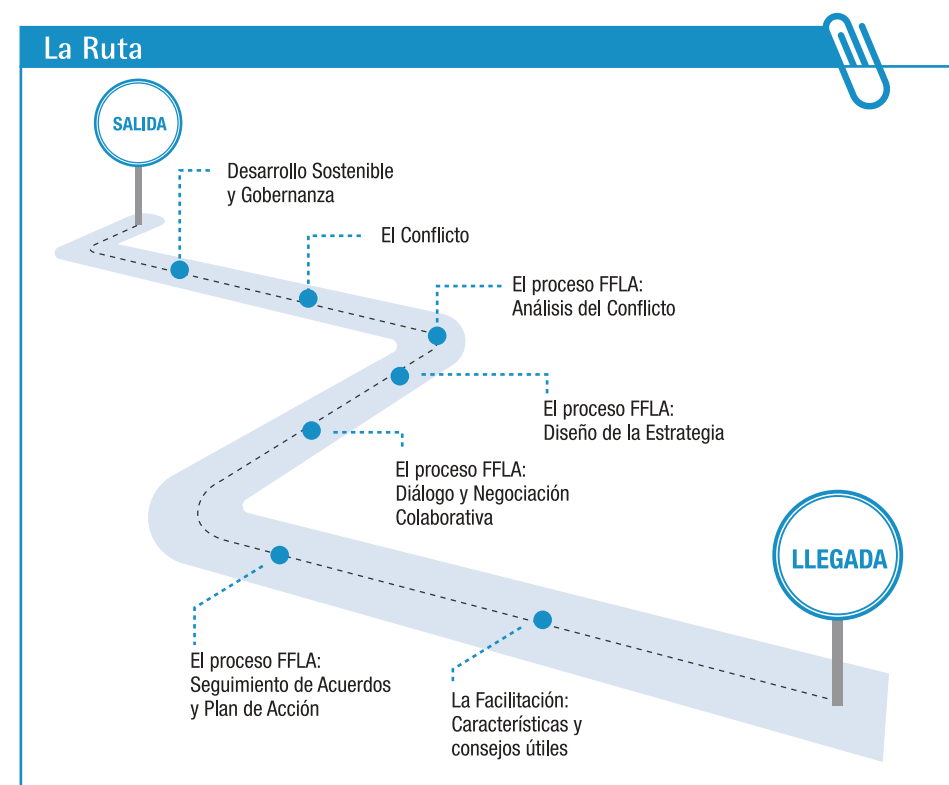 La Ruta
SALIDA
Desarrollo Sostenible
y Gobernanza
El Conflicto
El proceso FFLA:
Análisis del Conflicto
El proceso FFLA:
Diseño de la Estrategia
El proceso FFLA:
Diálogo y Negociación
Colaborativa
El proceso FFLA:
Seguimiento de Acuerdos
y Plan de Acción
La Facilitación:
Características y
consejos útiles
LLEGADA